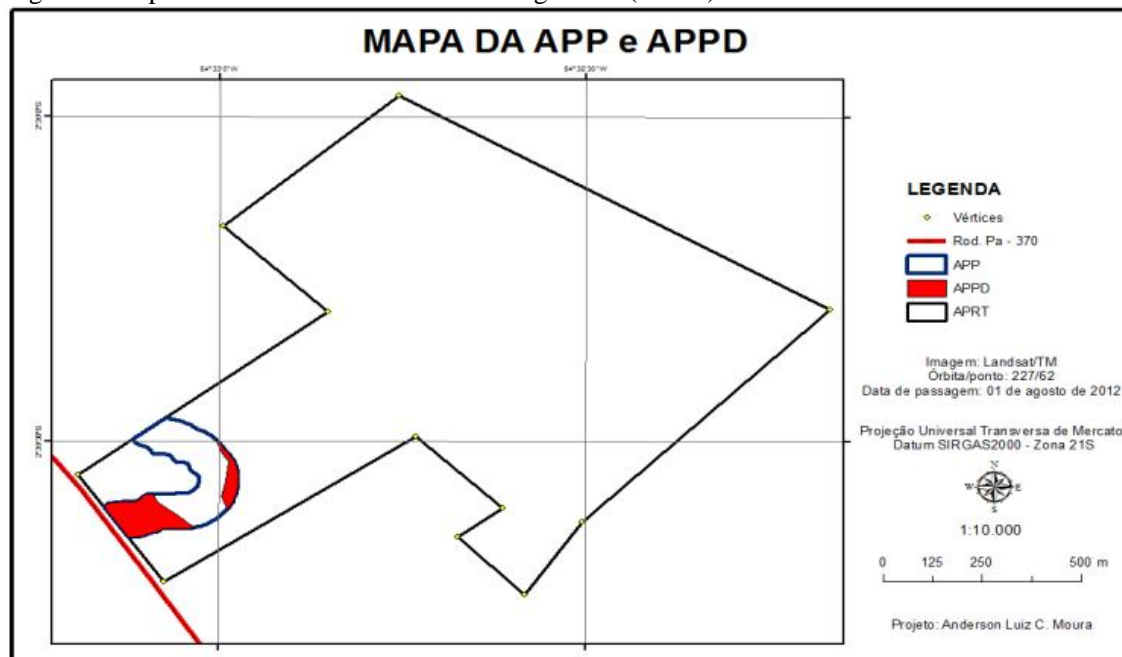 MAPA DA APP e APPD
LEGENDA
Vértices
Rod. Pa - 370
APP
APPD
APRT
Imagem: Landsat/TM
Órbita/ponto: 227/62
Data de passagem: 01 de agosto de 2012
Projeção Universal Transversa de Mercato
Datum SIRGAS2000 - Zona 21S
N
W E
S
1:10.000
0 125 250 500 m
Projeto: Anderson Luiz C. Moura